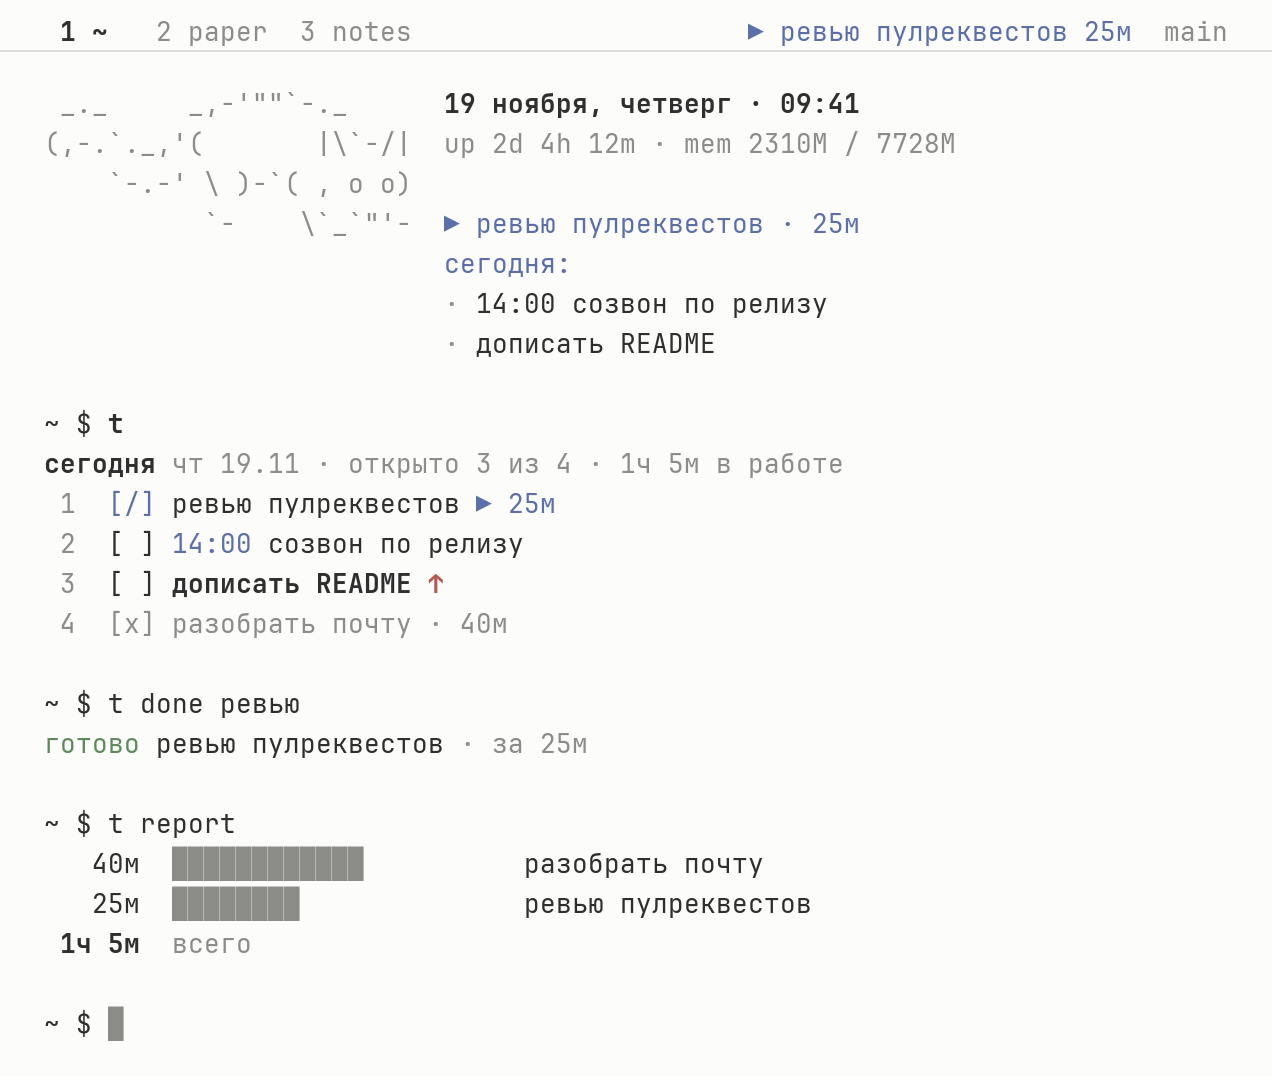 1 ~   2 paper  3 notes   ▶ ревью пулреквестов 25м  main
 _._     _,-'""`-._
(,-.`._,'(       |\`-/|
    `-.-' \ )-`( , o o)
          `-    \`_`"'-
19 ноября, четверг · 09:41
up 2d 4h 12m · mem 2310M / 7728M
▶ ревью пулреквестов · 25м
сегодня:
· 14:00 созвон по релизу
· дописать README
~ $ t
сегодня чт 19.11 · открыто 3 из 4 · 1ч 5м в работе
1  [/] ревью пулреквестов ▶ 25м
2  [ ] 14:00 созвон по релизу
3  [ ] дописать README ↑
4  [x] разобрать почту · 40м
~ $ t done ревью
готово ревью пулреквестов · за 25м
~ $ t report
40м  ████████████          разобрать почту
25м  ████████              ревью пулреквестов
1ч 5м  всего
~ $ █